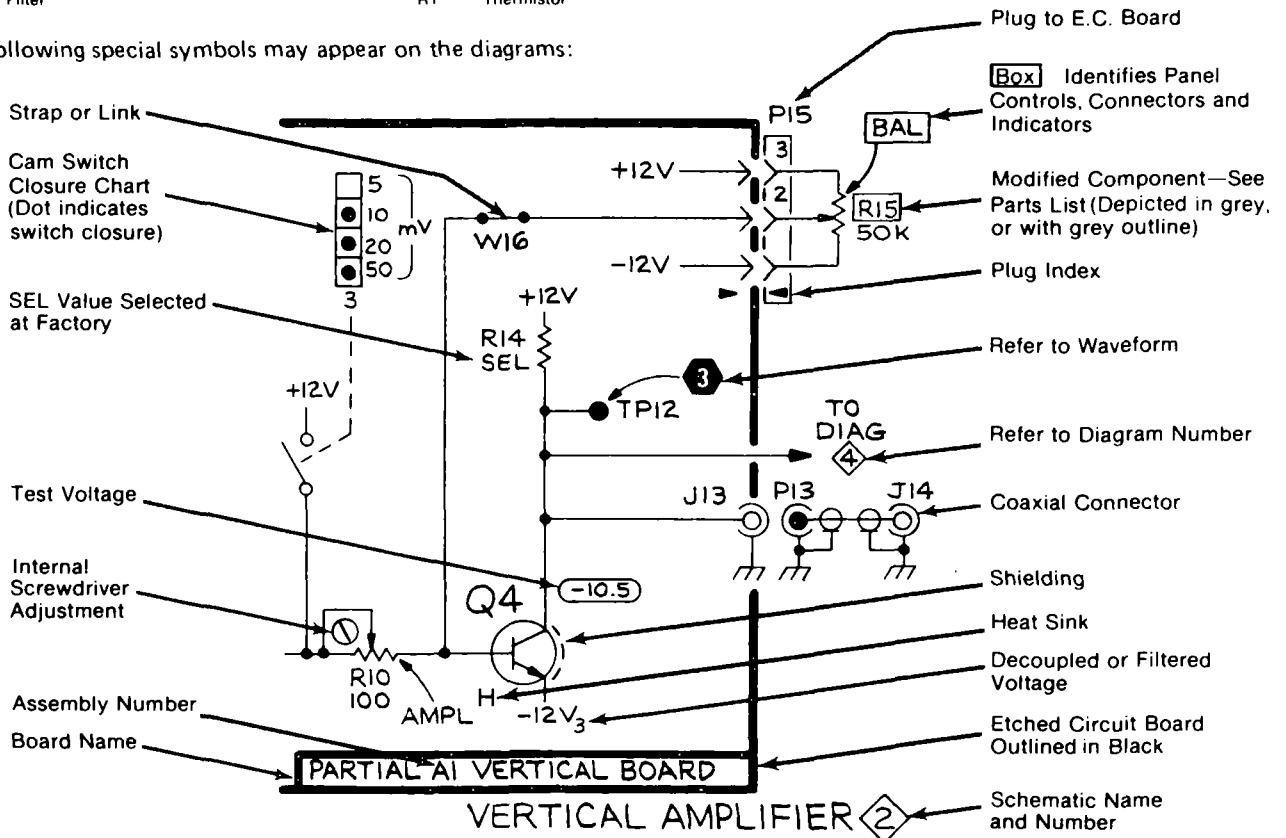 Filter
RT Thermistor
ollowing special symbols may appear on the diagrams:
Strap or Link
Cam Switch
Closure Chart
(Dot indicates
switch closure)
SEL Value Selected
at Factory
Test Voltage
Internal
Screwdriver
Adjustment
Assembly Number
Board Name
5
10
20
50
mV
3
+12V
W16
+12V
R14
SEL
+12V
-12V
P15
3
2
BAL
R15
50K
TP12
3
TO
DIAG
4
J13
P13
J14
-10.5
Q4
R10
100
AMPL
H
-12V3
PARTIAL A1 VERTICAL BOARD
VERTICAL AMPLIFIER 2
Plug to E.C. Board
Box Identifies Panel
Controls, Connectors and
Indicators
Modified Component—See
Parts List (Depicted in grey,
or with grey outline)
Plug Index
Refer to Waveform
Refer to Diagram Number
Coaxial Connector
Shielding
Heat Sink
Decoupled or Filtered
Voltage
Etched Circuit Board
Outlined in Black
Schematic Name
and Number